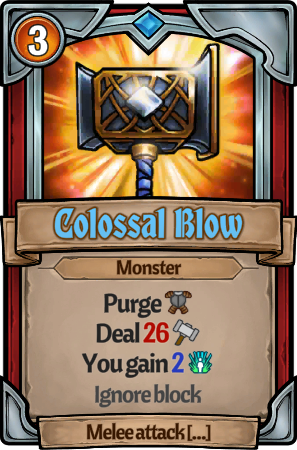 3
Colossal Blow
Monster
Purge
Deal 26
You gain 2
Ignore block
Melee attack [...]